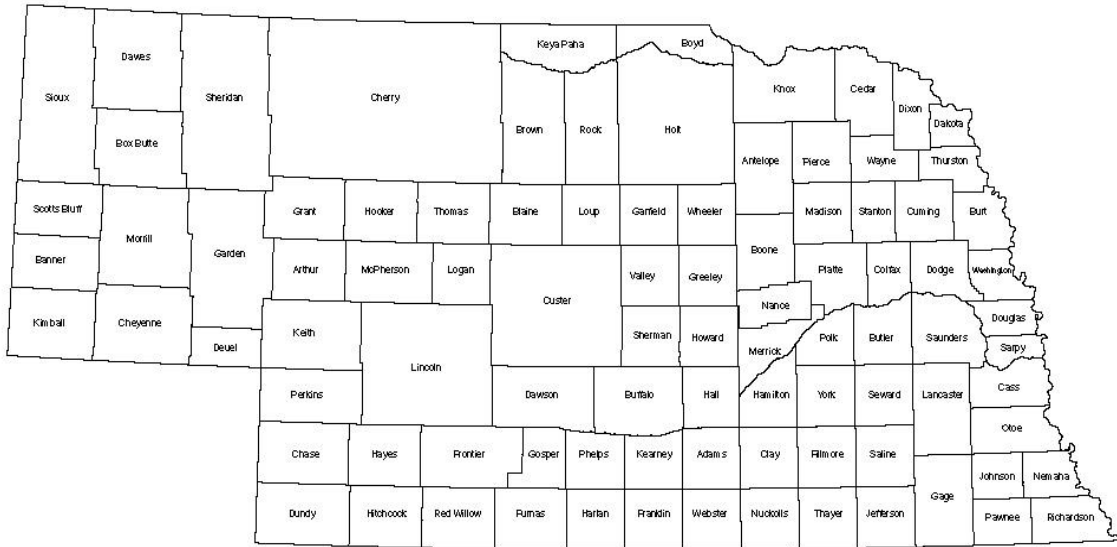 Keya Paha
Boyd
Dawes
Sioux
Sheridan
Cherry
Knox
Cedar
Dixon
Dakota
Box Butte
Brown
Rock
Holt
Antelope
Pierce
Wayne
Thurston
Scotts Bluff
Morrill
Garden
Grant
Hooker
Thomas
Blaine
Loup
Garfield
Wheeler
Madison
Stanton
Cuming
Burt
Banner
Arthur
McPherson
Logan
Custer
Valley
Greeley
Boone
Platte
Colfax
Dodge
Washington
Kimball
Cheyenne
Deuel
Keith
Lincoln
Sherman
Howard
Nance
Merrick
Polk
Butler
Saunders
Douglas
Sarpy
Perkins
Dawson
Buffalo
Hall
Hamilton
York
Seward
Lancaster
Cass
Otoe
Chase
Hayes
Frontier
Gosper
Phelps
Kearney
Adams
Clay
Fillmore
Saline
Gage
Johnson
Nemaha
Dundy
Hitchcock
Red Willow
Furnas
Harlan
Franklin
Webster
Nuckolls
Thayer
Jefferson
Pawnee
Richardson